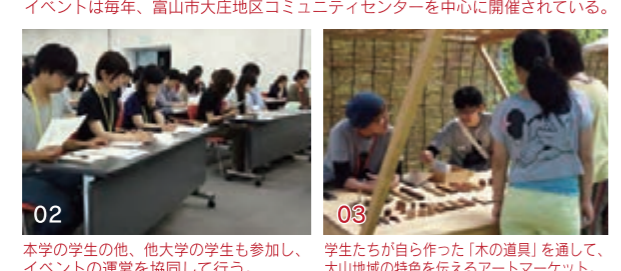 イベントは毎年、富山市大庄地区コミュニティセンターを中心に開催されている。
02
03
本学の学生の他、他大学の学生も参加し、
イベントの運営を協同して行う。
学生たちが自ら作った「木の道具」を通して、
大山地域の特色を伝えるアートマーケット。